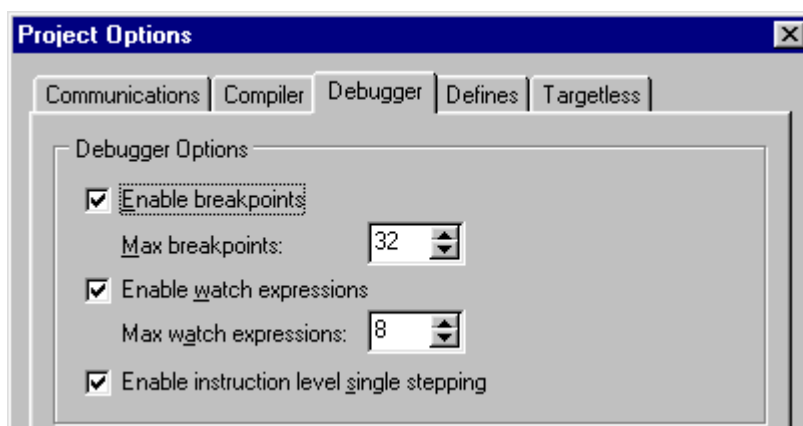 Project Options
Communications Compiler Debugger Defines Targetless
Debugger Options
Enable breakpoints
Max breakpoints: 32
Enable watch expressions
Max watch expressions: 8
Enable instruction level single stepping